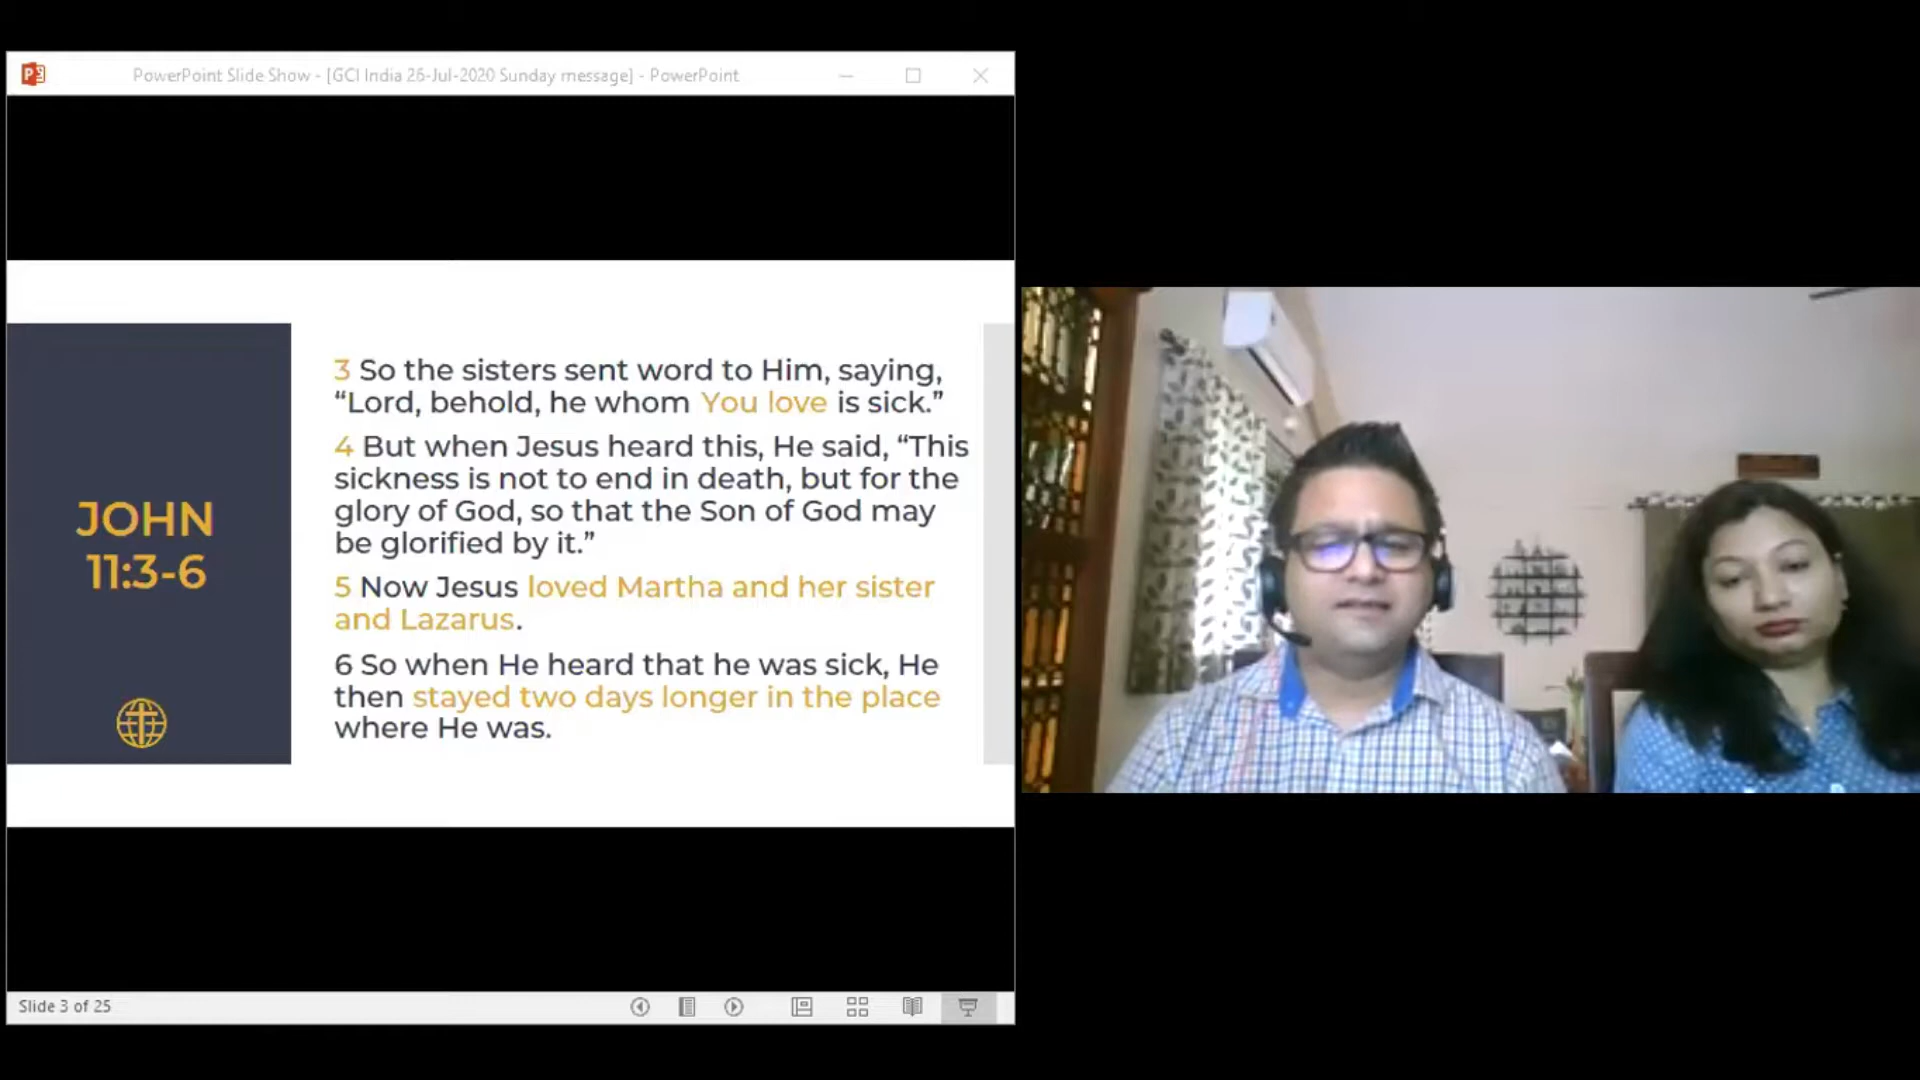 PowerPoint Slide Show - [GCI India 26-Jul-2020 Sunday message] - PowerPoint
JOHN
11:3-6
3 So the sisters sent word to Him, saying,
“Lord, behold, he whom You love is sick.”
4 But when Jesus heard this, He said, “This
sickness is not to end in death, but for the
glory of God, so that the Son of God may
be glorified by it.”
5 Now Jesus loved Martha and her sister
and Lazarus.
6 So when He heard that he was sick, He
then stayed two days longer in the place
where He was.
Slide 3 of 25